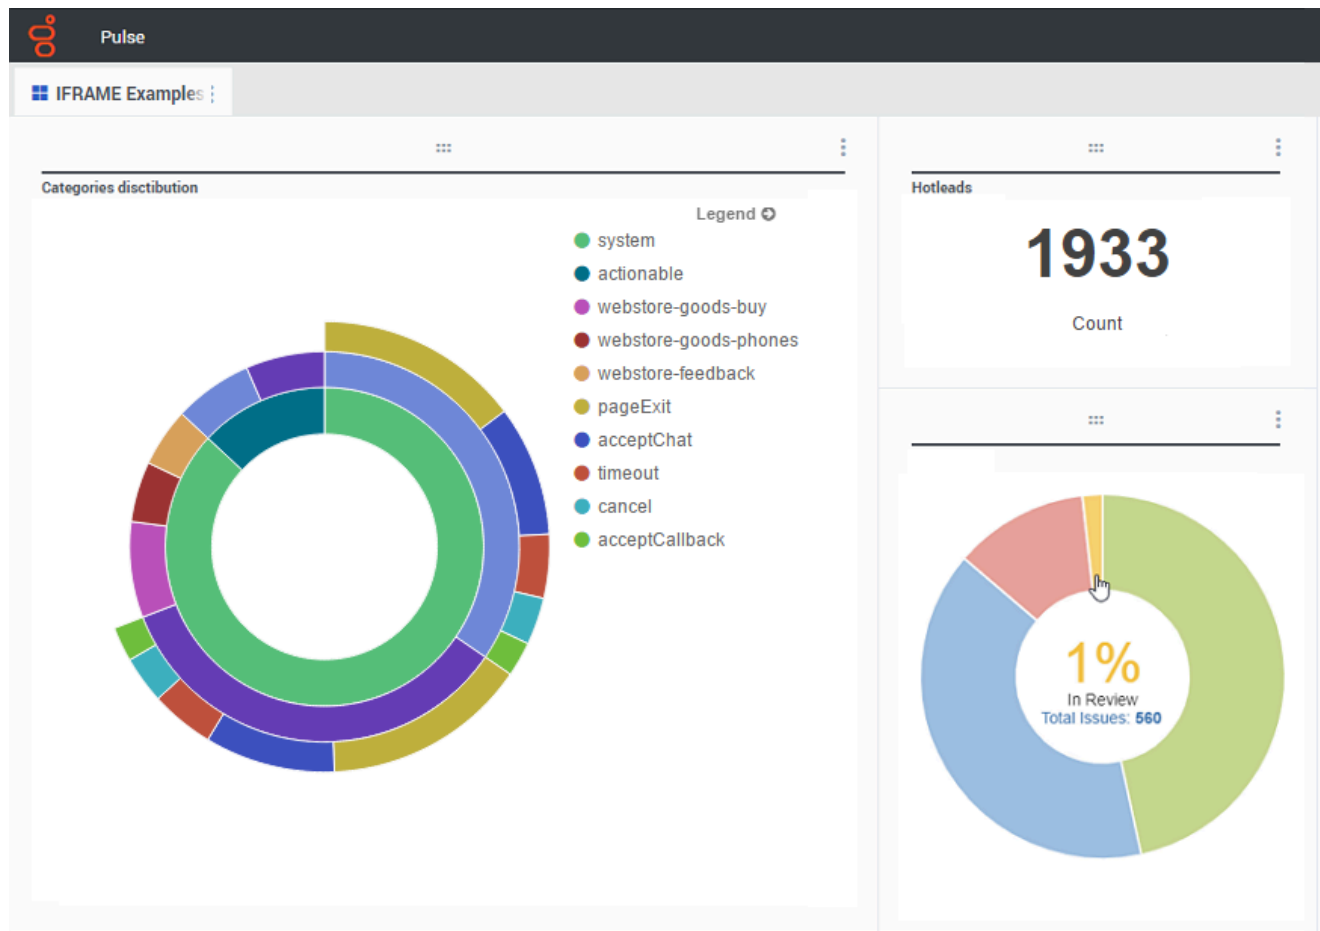 Pulse
IFRAME Examples
Categories disctibution
Legend
system
actionable
webstore-goods-buy
webstore-goods-phones
webstore-feedback
pageExit
acceptChat
timeout
cancel
acceptCallback
Hotleads
1933
Count
1%
In Review
Total Issues: 560